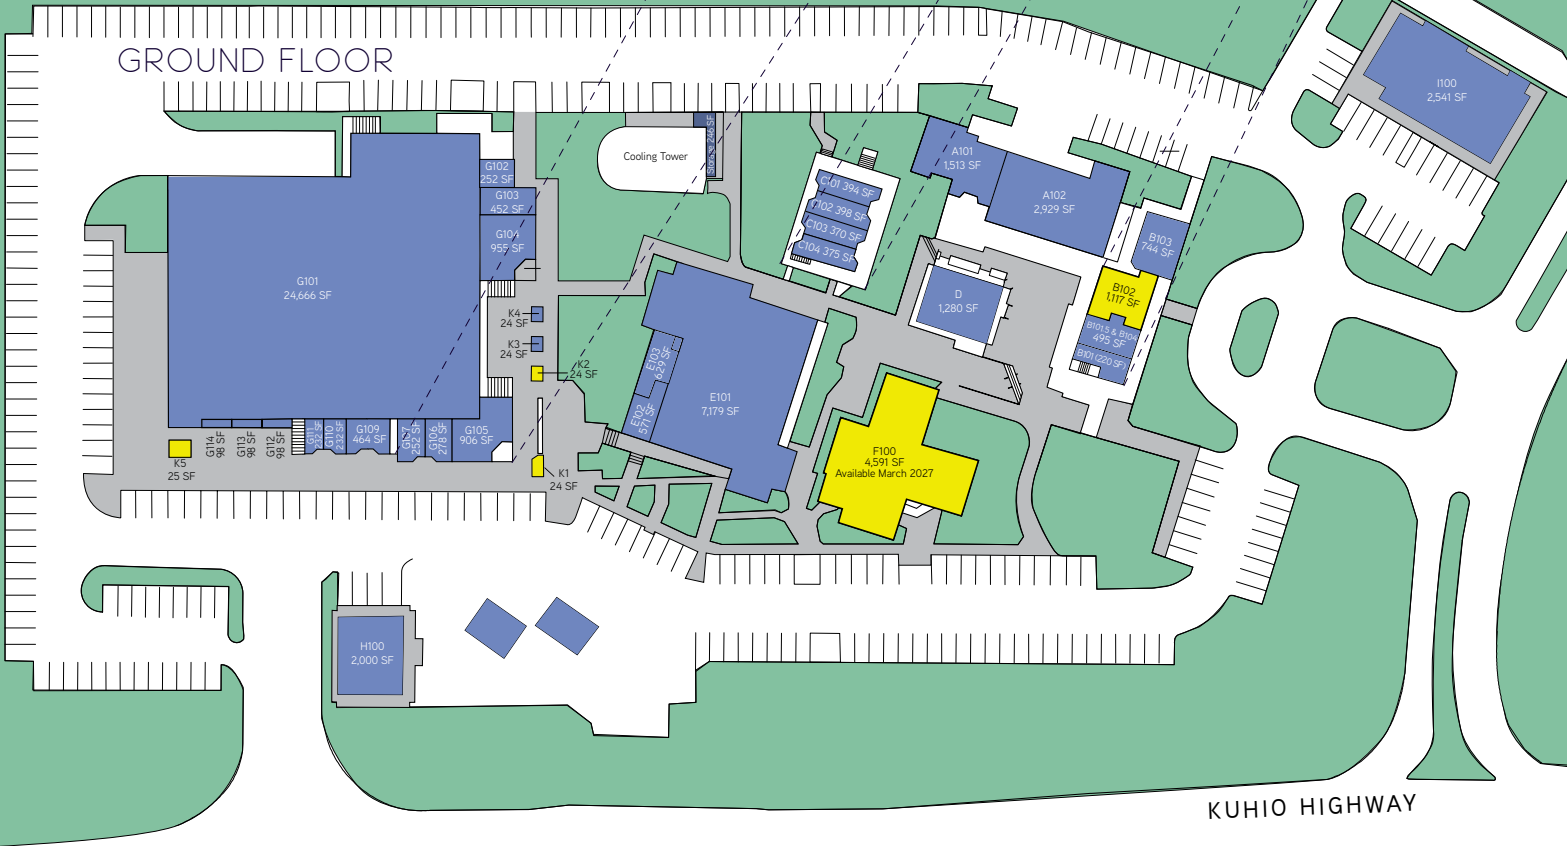 GROUND FLOOR
I100
2,541 SF
Storage 246 SF
Cooling Tower
A101
1,513 SF
A102
2,929 SF
G102
252 SF
G103
452 SF
G104
955 SF
C101 394 SF
C102 398 SF
C103 370 SF
C104 375 SF
B103
744 SF
B102
1,117 SF
B101.5 & B104
495 SF
B101 (220 SF)
D
1,280 SF
G101
24,666 SF
K4
24 SF
K3
24 SF
K2
24 SF
E103
629 SF
E102
571 SF
E101
7,179 SF
G114
98 SF
G113
98 SF
G112
98 SF
G111
232 SF
G110
232 SF
G109
464 SF
G107
252 SF
G106
278 SF
G105
906 SF
K5
25 SF
K1
24 SF
F100
4,591 SF
Available March 2027
H100
2,000 SF
KUHIO HIGHWAY